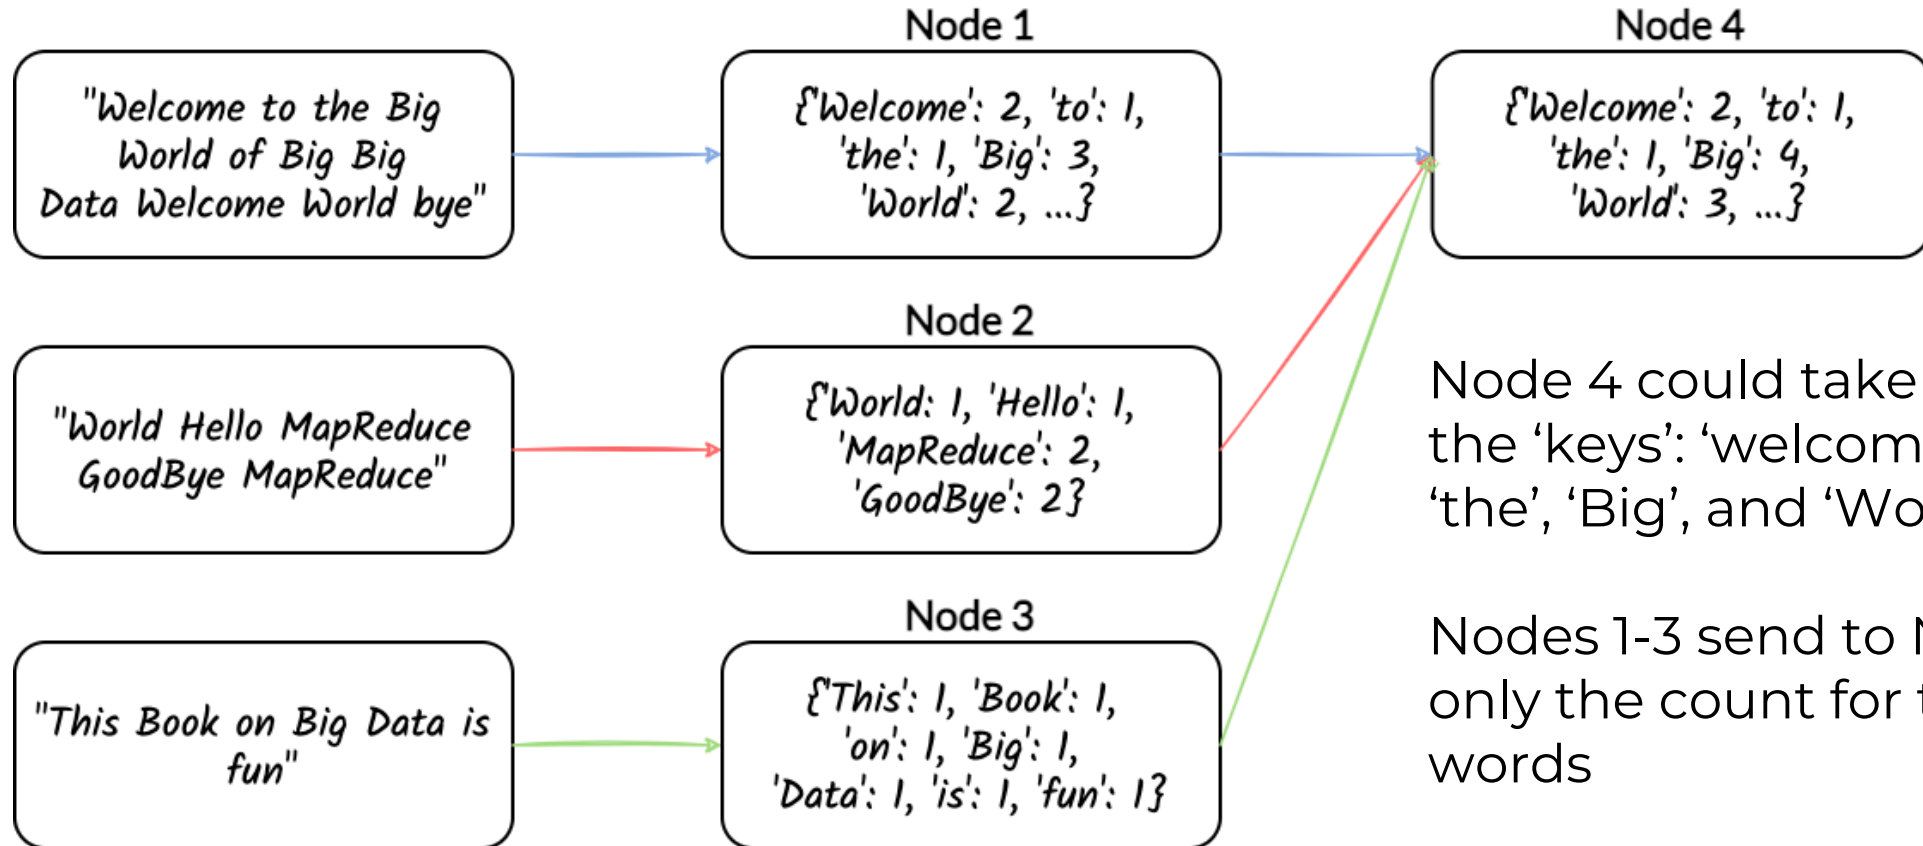 Node 1
Node 4
"Welcome to the Big
World of Big Big
Data Welcome World bye"
{'Welcome': 2, 'to': 1,
'the': 1, 'Big': 3,
'World': 2, ...}
{'Welcome': 2, 'to': 1,
'the': 1, 'Big': 4,
'World': 3, ...}
Node 2
"World Hello MapReduce
GoodBye MapReduce"
{'World: 1, 'Hello': 1,
'MapReduce': 2,
'GoodBye': 2}
Node 4 could take
the ‘keys’: ‘welcom
‘the’, ‘Big’, and ‘Wo
Node 3
"This Book on Big Data is
fun"
{'This': 1, 'Book': 1,
'on': 1, 'Big': 1,
'Data': 1, 'is': 1, 'fun': 1}
Nodes 1-3 send to
only the count for
words